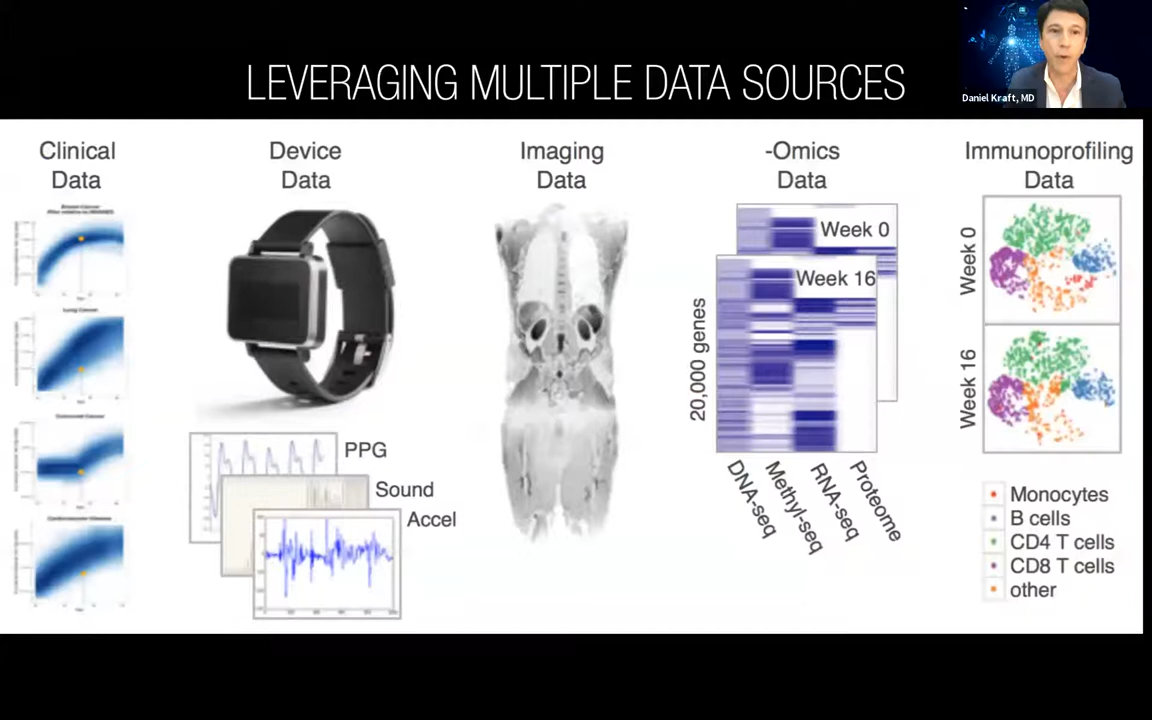 LEVERAGING MULTIPLE DATA SOURCES
Daniel Kraft, MD
Clinical
Data
Lung Cancer
Device
Data
PPG
Sound
Accel
Imaging
Data
-Omics
Data
Week 0
Week 16
20,000 genes
DNA-seq
Methyl-seq
RNA-seq
Proteome
Immunoprofiling
Data
Week 0
Week 16
Monocytes
B cells
CD4 T cells
CD8 T cells
other